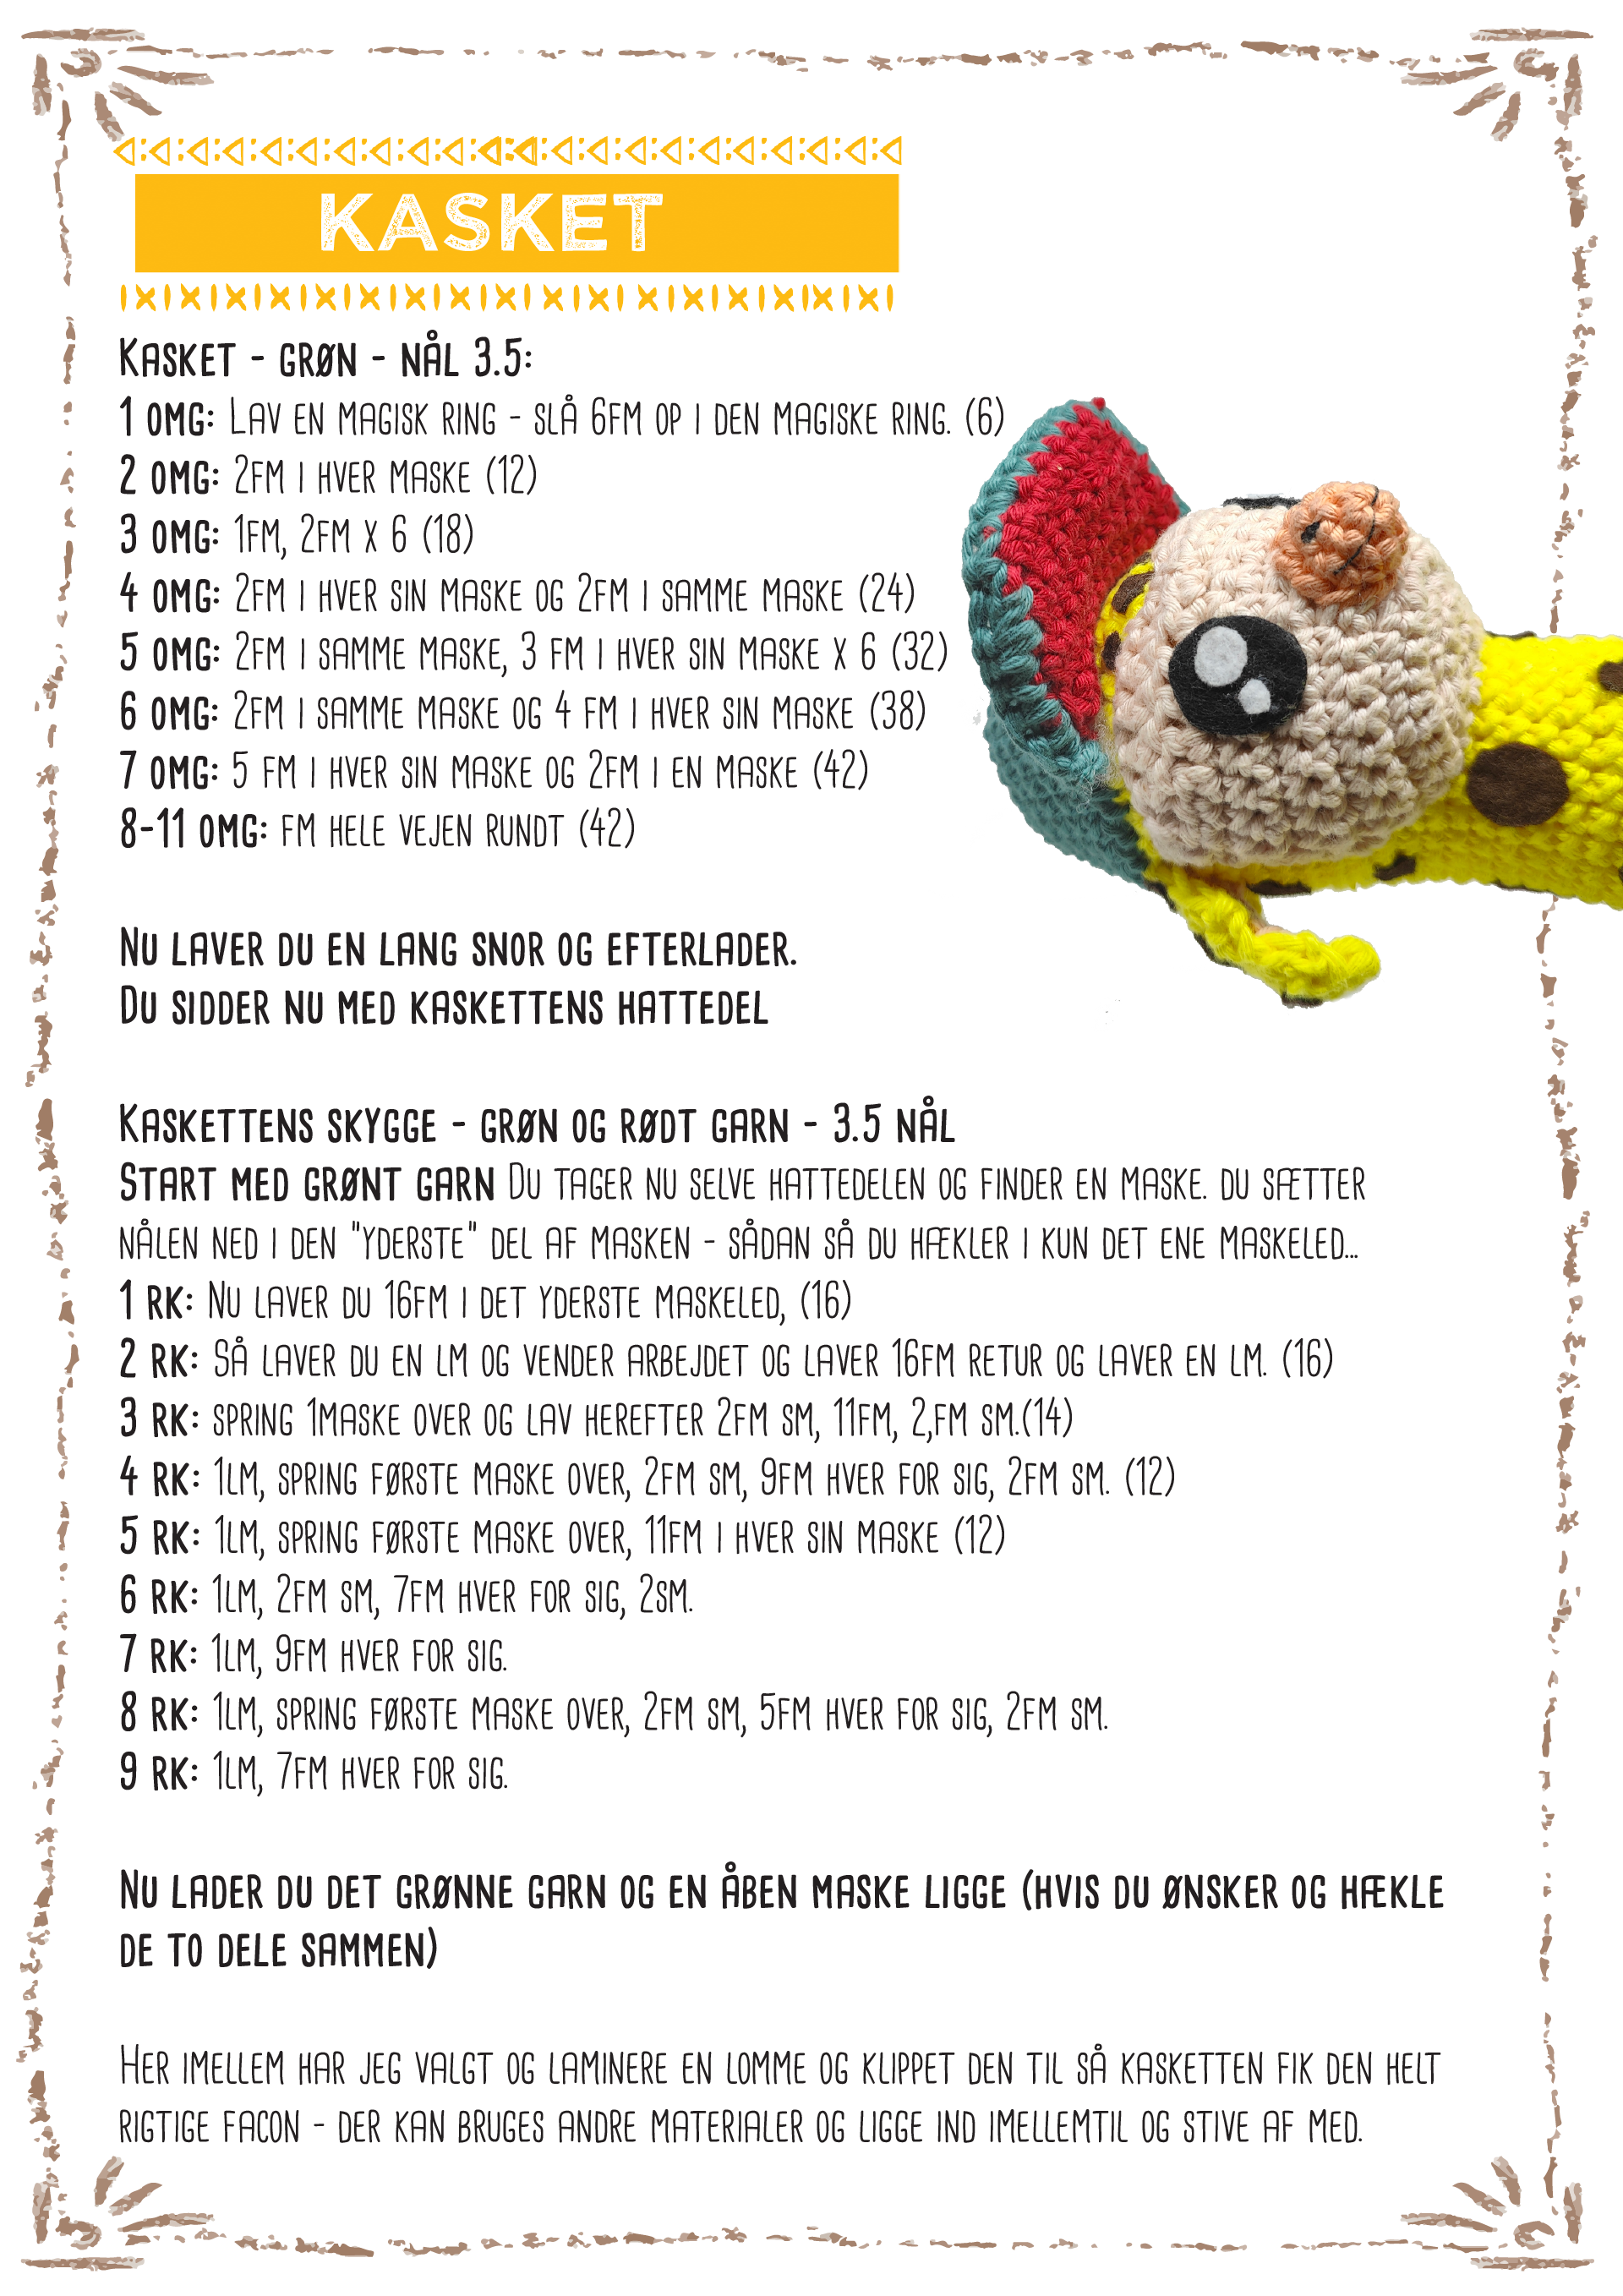 KASKET
Kasket - grøn - nål 3.5:
1 omg: Lav en magisk ring - slå 6fm op i den magiske ring. (6)
2 omg: 2fm i hver maske (12)
3 omg: 1fm, 2fm x 6 (18)
4 omg: 2fm i hver sin maske og 2fm i samme maske (24)
5 omg: 2fm i samme maske, 3 fm i hver sin maske x 6 (32)
6 omg: 2fm i samme maske og 4 fm i hver sin maske (38)
7 omg: 5 fm i hver sin maske og 2fm i en maske (42)
8-11 omg: fm hele vejen rundt (42)
Nu laver du en lang snor og efterlader.
Du sidder nu med kaskettens hattedel
Kaskettens skygge - grøn og rødt garn - 3.5 nål
Start med grønt garn Du tager nu selve hattedelen og finder en maske. du sætter
nålen ned i den "yderste" del af masken - sådan så du hækler i kun det ene maskeled...
1 rk: Nu laver du 16fm i det yderste maskeled, (16)
2 rk: Så laver du en lm og vender arbejdet og laver 16fm retur og laver en lm. (16)
3 rk: spring 1maske over og lav herefter 2fm sm, 11fm, 2,fm sm.(14)
4 rk: 1lm, spring første maske over, 2fm sm, 9fm hver for sig, 2fm sm. (12)
5 rk: 1lm, spring første maske over, 11fm i hver sin maske (12)
6 rk: 1lm, 2fm sm, 7fm hver for sig, 2sm.
7 rk: 1lm, 9fm hver for sig.
8 rk: 1lm, spring første maske over, 2fm sm, 5fm hver for sig, 2fm sm.
9 rk: 1lm, 7fm hver for sig.
Nu lader du det grønne garn og en åben maske ligge (hvis du ønsker og hækle
de to dele sammen)
Her imellem har jeg valgt og laminere en lomme og klippet den til så kasketten fik den helt
rigtige facon - der kan bruges andre materialer og ligge ind imellemtil og stive af med.